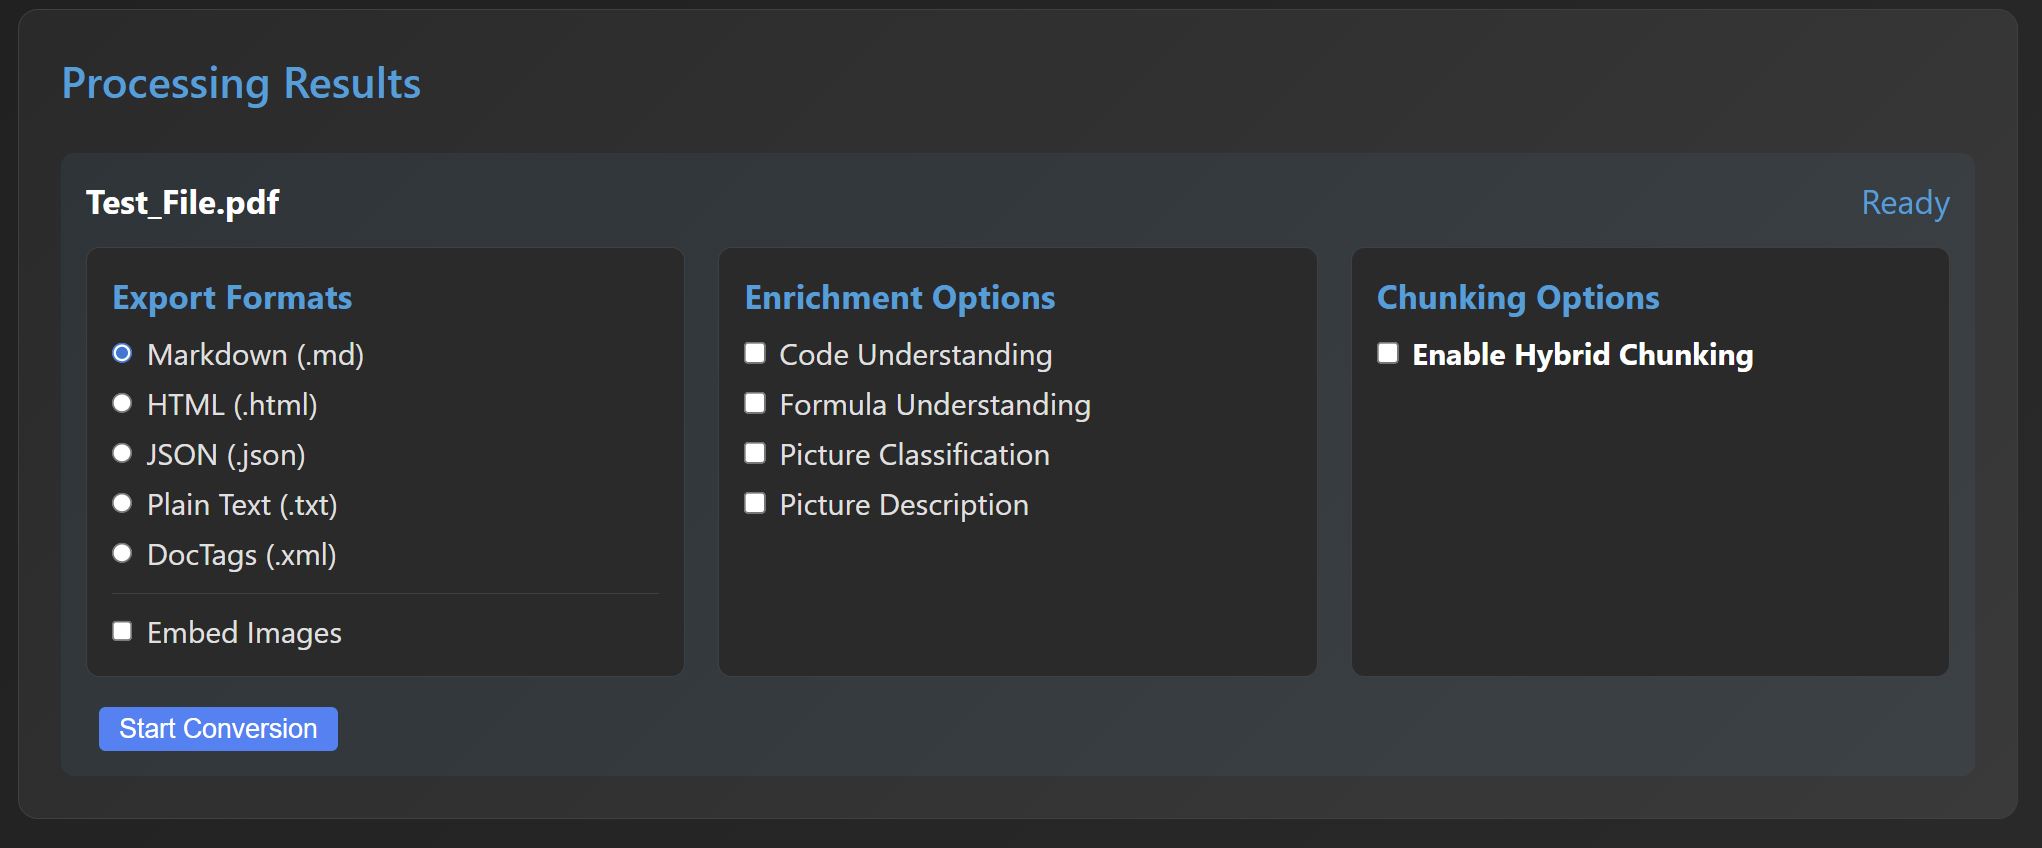 Processing Results
Test_File.pdf
Ready
Export Formats
Markdown (.md)
HTML (.html)
JSON (.json)
Plain Text (.txt)
DocTags (.xml)
Embed Images
Enrichment Options
Code Understanding
Formula Understanding
Picture Classification
Picture Description
Chunking Options
Enable Hybrid Chunking
Start Conversion